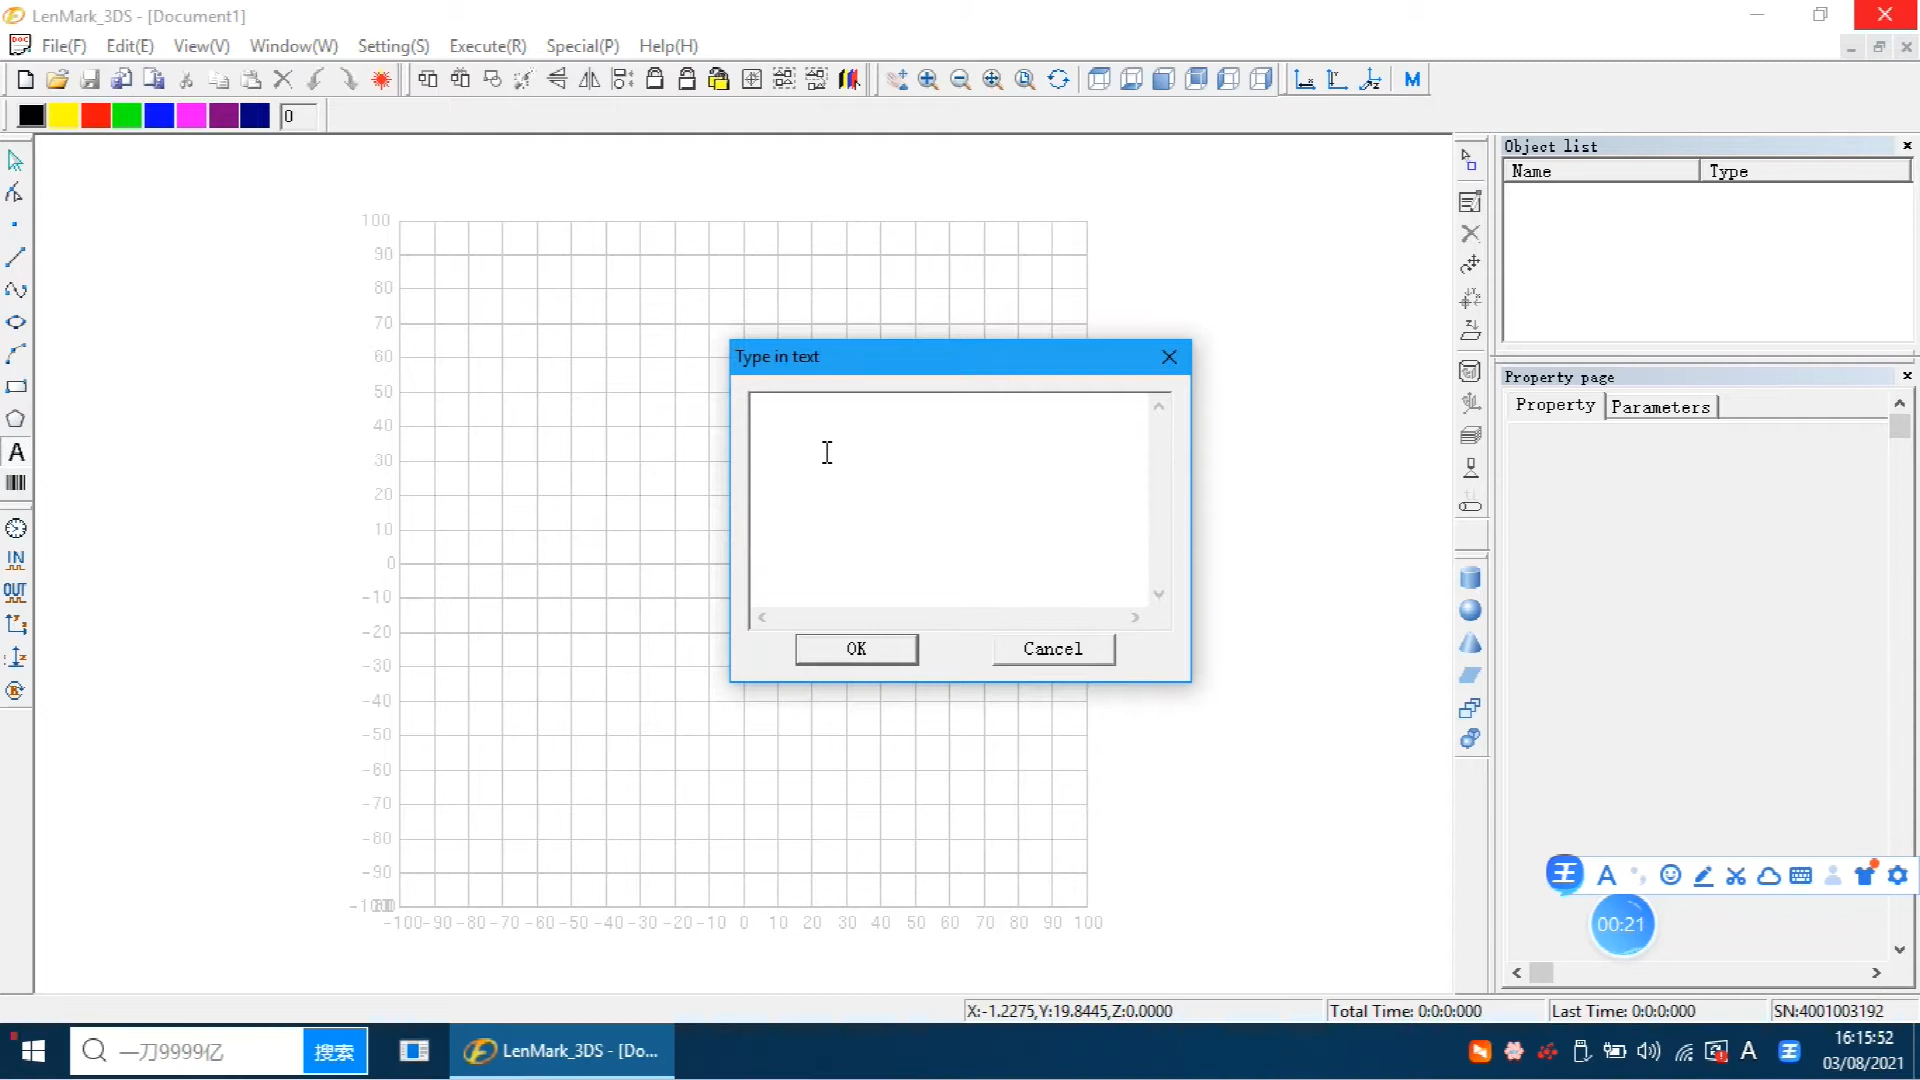 LenMark_3DS - [Document1]
DOC
File(F) Edit(E) View(V) Window(W) Setting(S) Execute(R) Special(P) Help(H)
M
0
Object list
Name Type
100
90
80
70
60
50
40
30
20
10
0
-10
-20
-30
-40
-50
-60
-70
-80
-90
-100-90-80-70-60-50-40-30-20-10 0 10 20 30 40 50 60 70 80 90 100
Type in text
OK Cancel
A
IN
OUT
Property page
Property Parameters
王 A
00:21
X:-1.2275,Y:19.8445,Z:0.0000 Total Time: 0:0:0:000 Last Time: 0:0:0:000 SN:4001003192
一刀9999亿 搜索 LenMark_3DS - [Do... A 王 16:15:52
03/08/2021